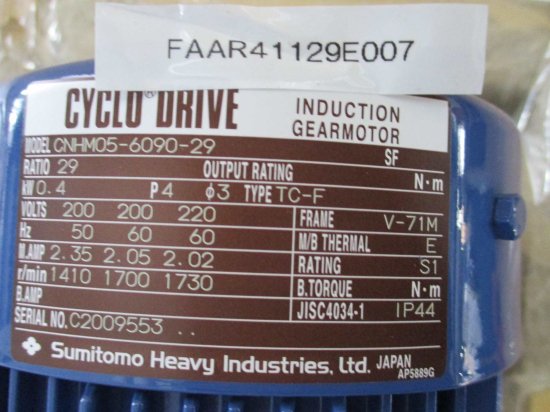 FAAR41129E007
CYCLO® DRIVE INDUCTION GEARMOTOR
MODEL CNHM05-6090-29 SF
RATIO 29 OUTPUT RATING N·m
kW 0.4 P 4 φ3 TYPE TC-F
VOLTS 200 200 220 FRAME V-71M
Hz 50 60 60 M/B THERMAL E
M.AMP 2.35 2.05 2.02 RATING S1
r/min 1410 1700 1730 B.TORQUE N·m
B.AMP JISC4034-1 IP44
SERIAL NO. C2009553 ..
Sumitomo Heavy Industries, Ltd. JAPAN
AP5889G